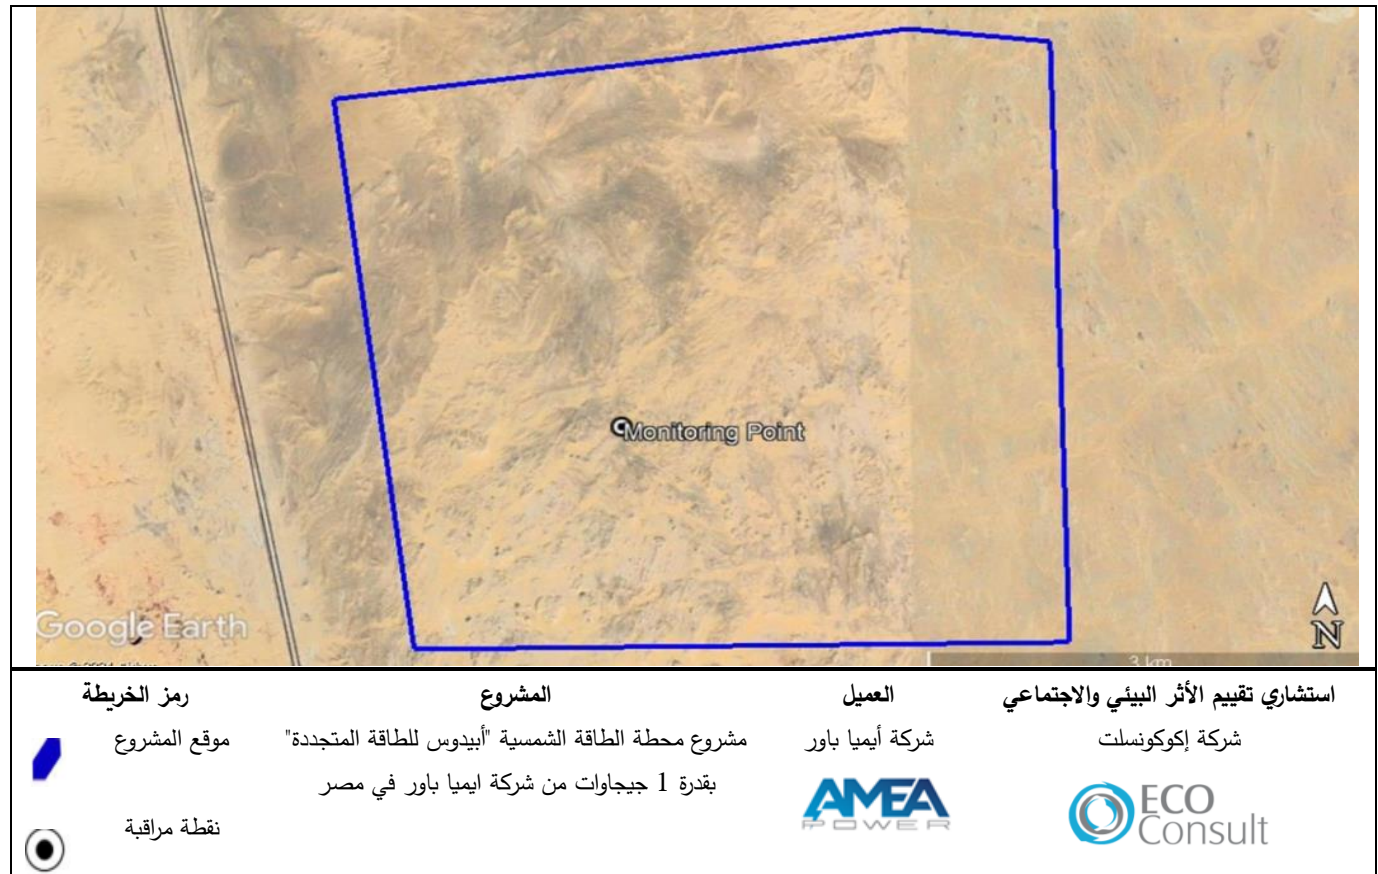 Monitoring Point
Google Earth
N
3 km
استشاري تقييم الأثر البيئي والاجتماعي
العميل
المشروع
رمز الخريطة
شركة إكوكونسلت
شركة أيميا باور
مشروع محطة الطاقة الشمسية "أبيدوس للطاقة المتجددة"
بقدرة 1 جيجاوات من شركة ايميا باور في مصر
موقع المشروع
نقطة مراقبة
AMEA
POWER
ECO
Consult